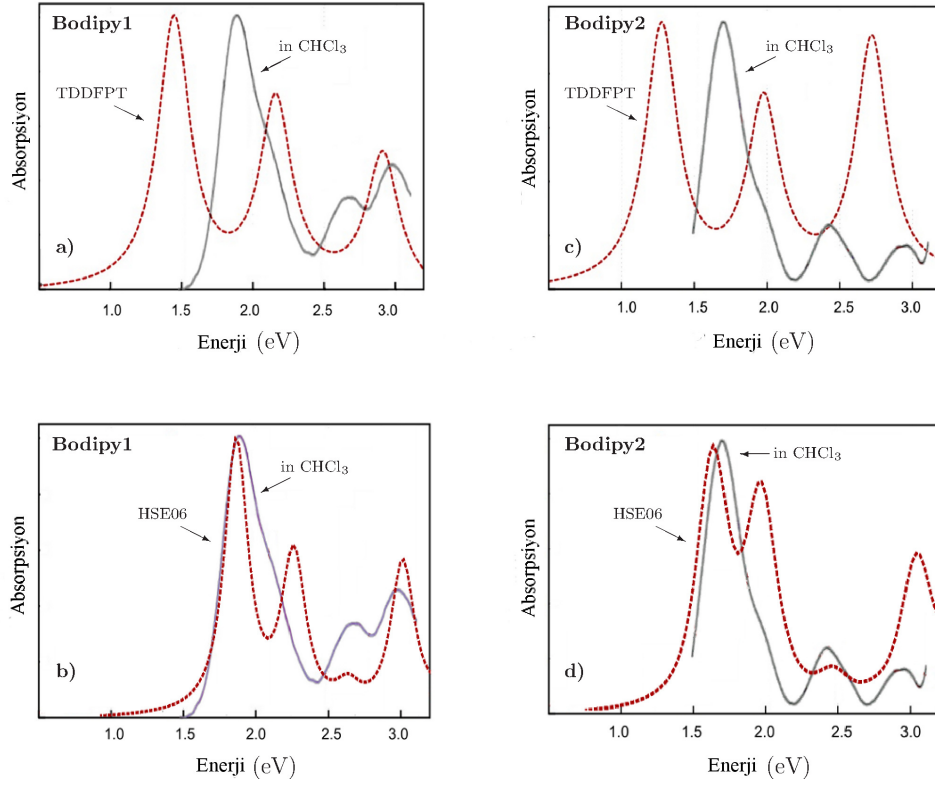 Bodipy1
in CHCl₃
TDDFPT
Absorpsiyon
a)
1.0 1.5 2.0 2.5 3.0
Enerji (eV)
Bodipy2
in CHCl₃
TDDFPT
Absorpsiyon
c)
1.0 1.5 2.0 2.5 3.0
Enerji (eV)
Bodipy1
in CHCl₃
HSE06
Absorpsiyon
b)
1.0 1.5 2.0 2.5 3.0
Enerji (eV)
Bodipy2
in CHCl₃
HSE06
Absorpsiyon
d)
1.0 1.5 2.0 2.5 3.0
Enerji (eV)